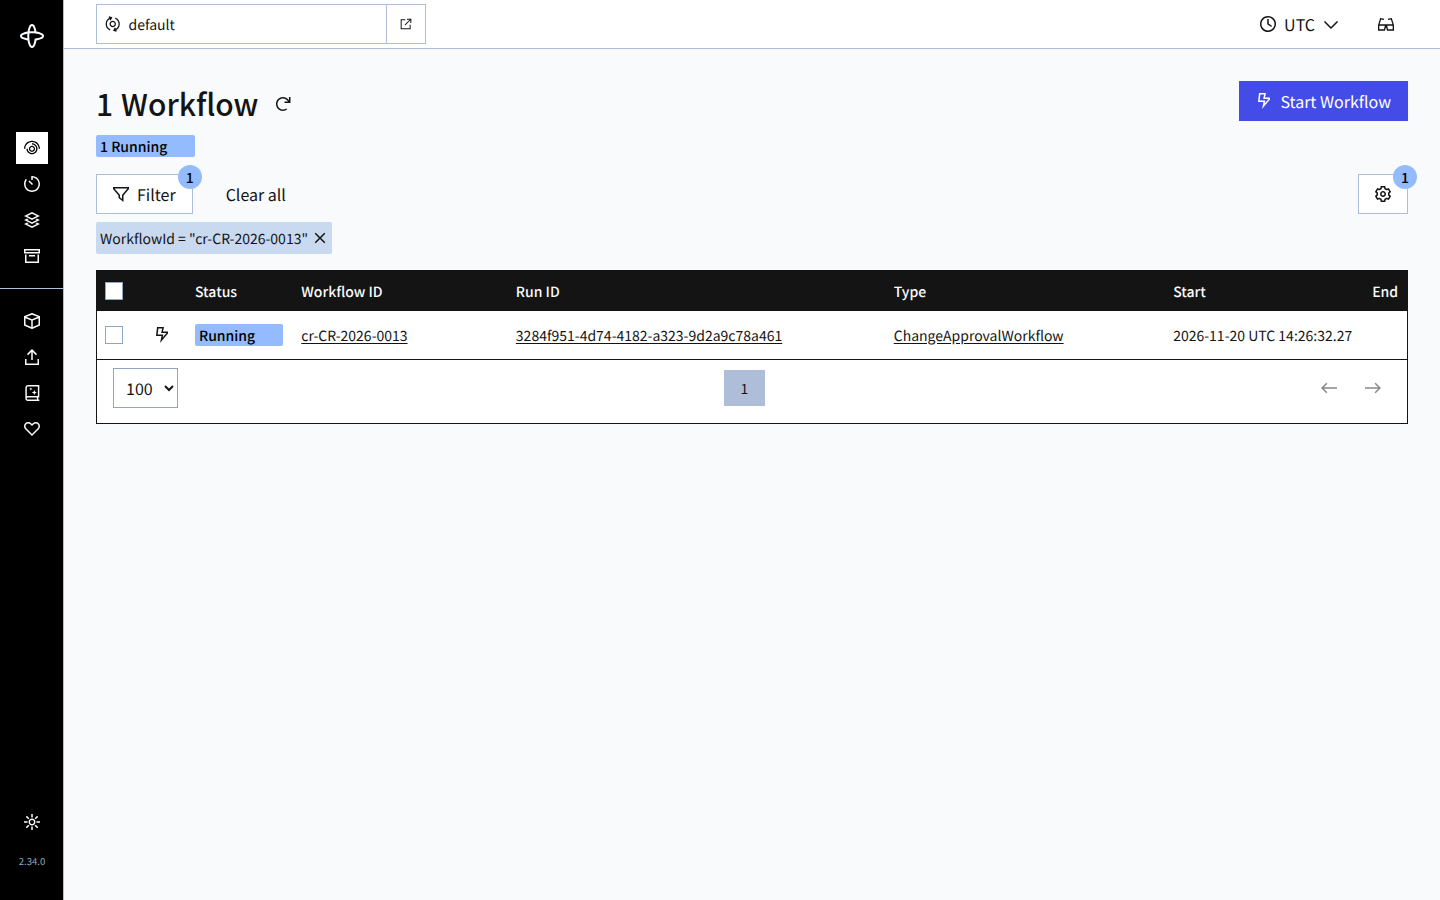 default
UTC
1 Workflow
Start Workflow
1 Running
Filter
1
Clear all
1
WorkflowId = "cr-CR-2026-0013"
Status Workflow ID Run ID Type Start End
Running cr-CR-2026-0013 3284f951-4d74-4182-a323-9d2a9c78a461 ChangeApprovalWorkflow 2026-11-20 UTC 14:26:32.27
100
1
2.34.0